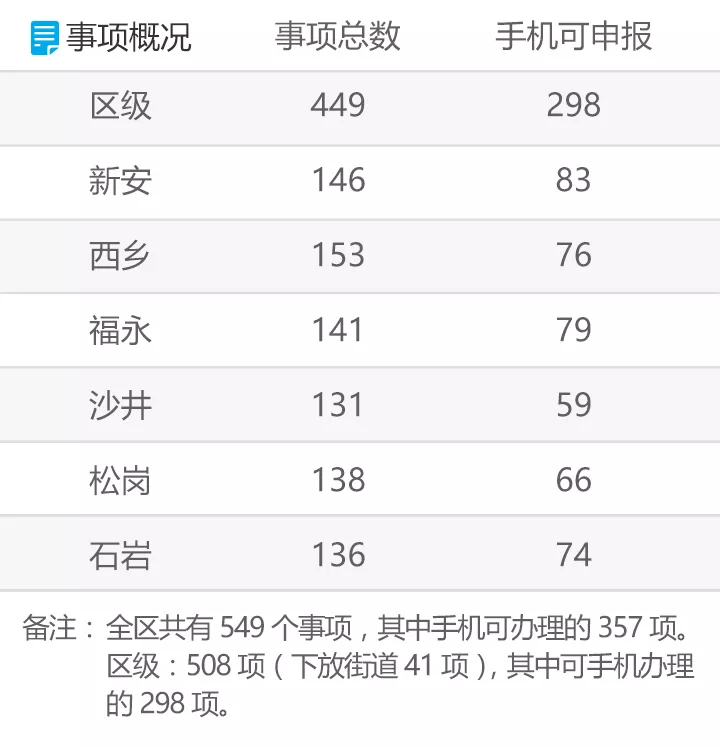 事项概况 事项总数 手机可申报
区级 449 298
新安 146 83
西乡 153 76
福永 141 79
沙井 131 59
松岗 138 66
石岩 136 74
备注：全区共有 549 个事项，其中手机可办理的 357 项。
区级：508 项（下放街道 41 项），其中可手机办理
的 298 项。